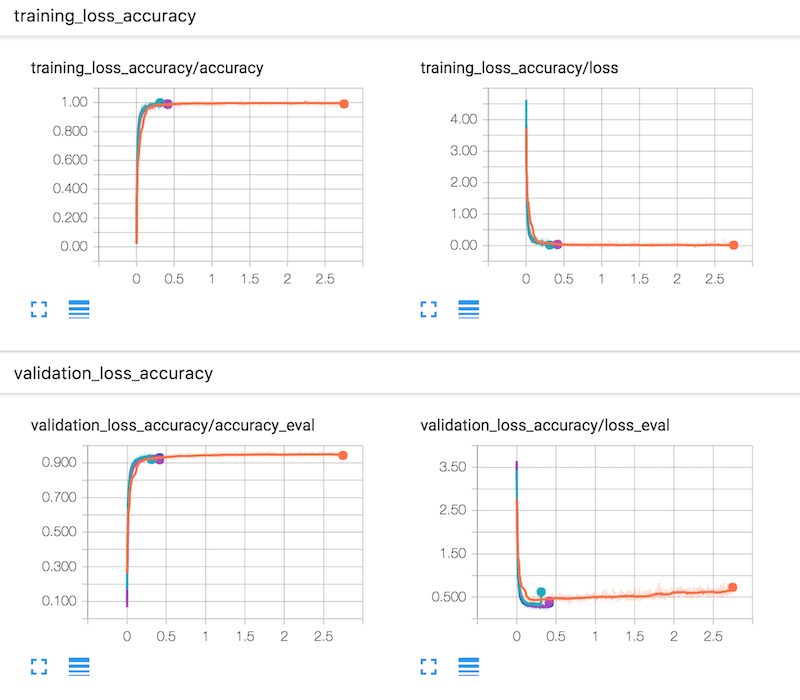 training_loss_accuracy
training_loss_accuracy/accuracy
1.00
0.800
0.600
0.400
0.200
0.00
0 0.5 1 1.5 2 2.5
training_loss_accuracy/loss
4.00
3.00
2.00
1.00
0.00
0 0.5 1 1.5 2 2.5
validation_loss_accuracy
validation_loss_accuracy/accuracy_eval
0.900
0.700
0.500
0.300
0.100
0 0.5 1 1.5 2 2.5
validation_loss_accuracy/loss_eval
3.50
2.50
1.50
0.500
0 0.5 1 1.5 2 2.5